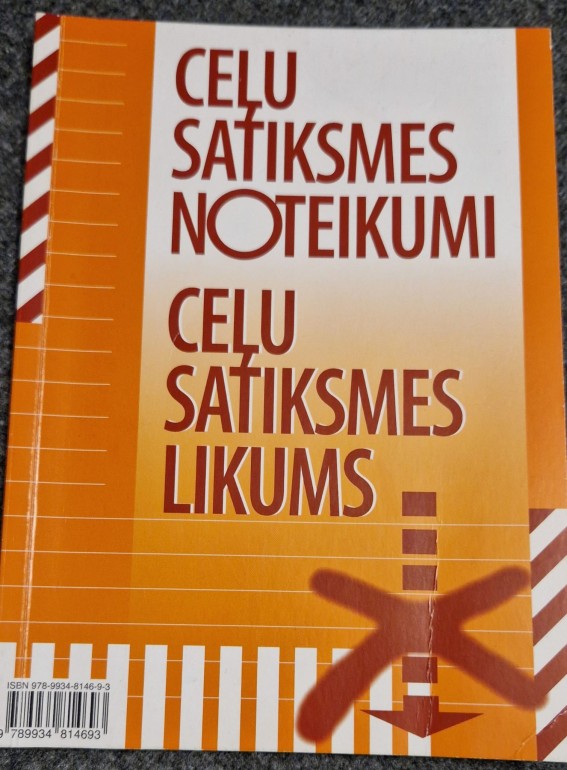 CEĻU
SATIKSMES
NOTEIKUMI
CEĻU
SATIKSMES
LIKUMS
ISBN 978-9934-8146-9-3
9 789934 814693